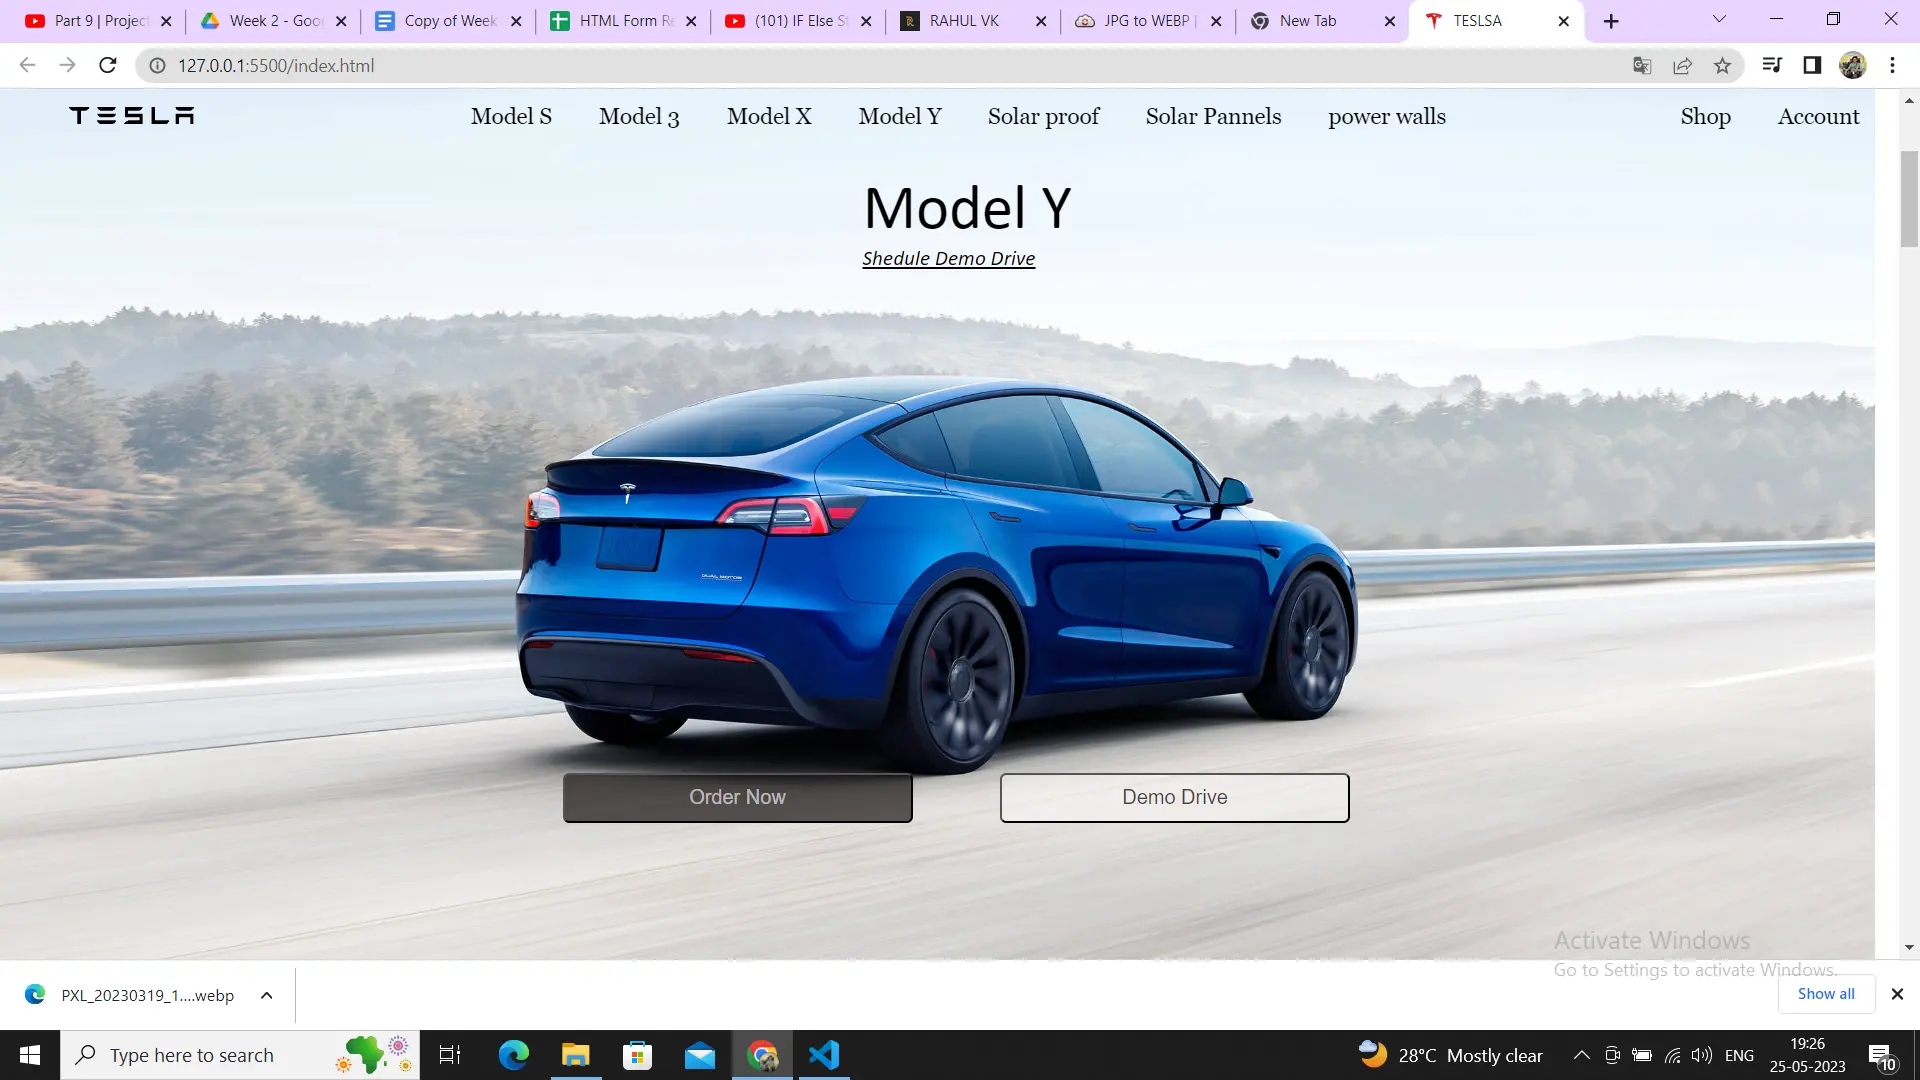 Part 9 | Project
Week 2 - Goo
Copy of Week
HTML Form Re
(101) IF Else St
RAHUL VK
JPG to WEBP |
New Tab
TESLSA
127.0.0.1:5500/index.html
TESLA
Model S
Model 3
Model X
Model Y
Solar proof
Solar Pannels
power walls
Shop
Account
Model Y
Shedule Demo Drive
DUAL MOTOR
Order Now
Demo Drive
Activate Windows
Go to Settings to activate Windows.
PXL_20230319_1....webp
Show all
Type here to search
28°C Mostly clear
ENG
19:26
25-05-2023
10